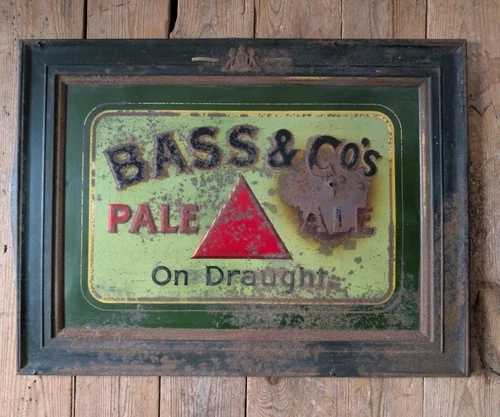 BASS & Co's
PALE ALE
On Draught